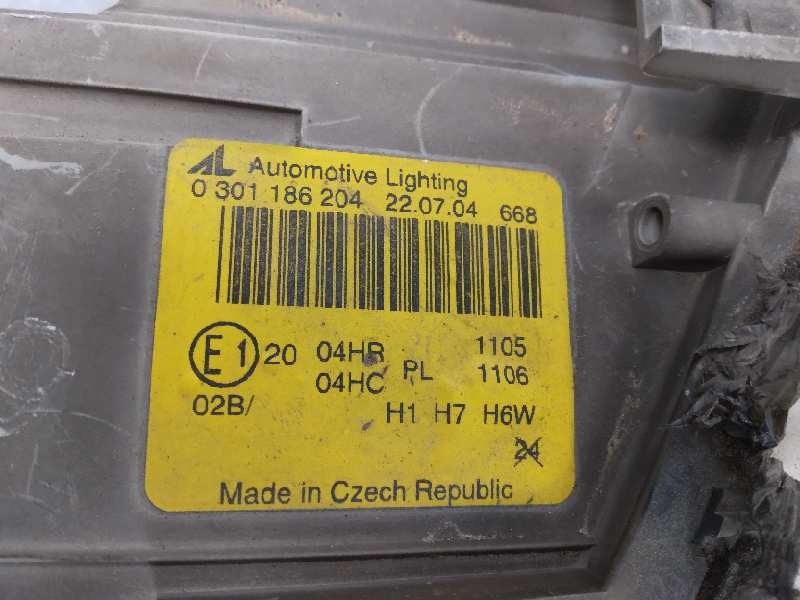 AL Automotive Lighting
0 301 186 204 22.07.04 668
E1 20 04HR PL 1105
04HC 1106
02B/ H1 H7 H6W
24
Made in Czech Republic